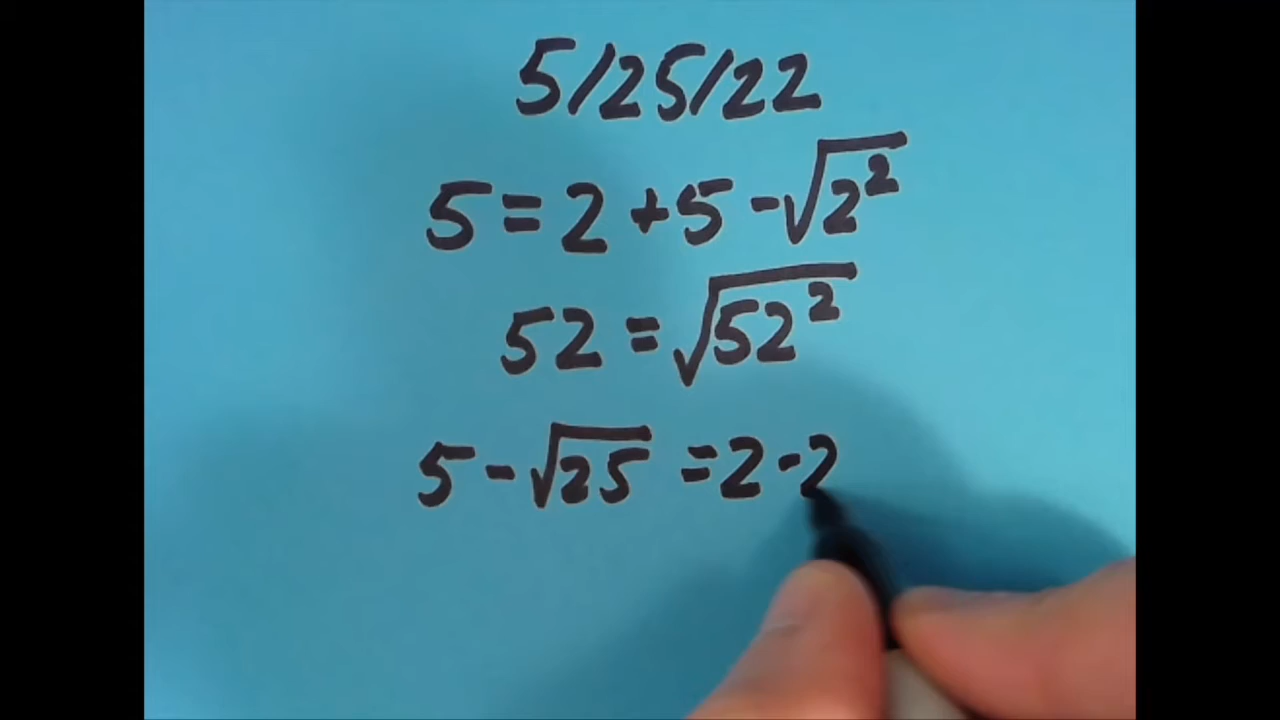 5/25/22
5 = 2 + 5 - √2²
52 = √52²
5 - √25 = 2 - 2